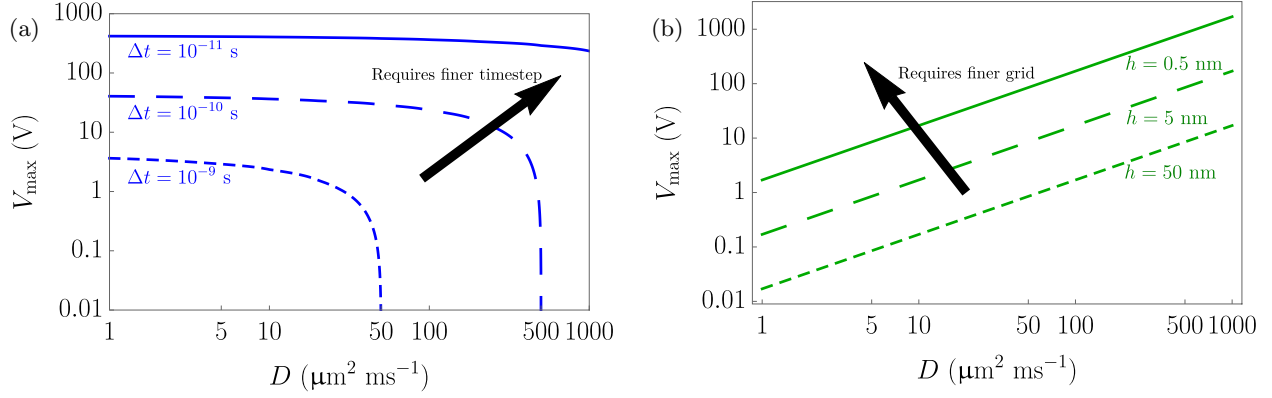 (a)
1000
100
10
1
0.1
0.01
V_max (V)
Δt = 10⁻¹¹ s
Requires finer timestep
Δt = 10⁻¹⁰ s
Δt = 10⁻⁹ s
1 5 10 50 100 500 1000
D (μm² ms⁻¹)
(b)
1000
100
10
1
0.1
0.01
V_max (V)
Requires finer grid
h = 0.5 nm
h = 5 nm
h = 50 nm
1 5 10 50 100 500 1000
D (μm² ms⁻¹)